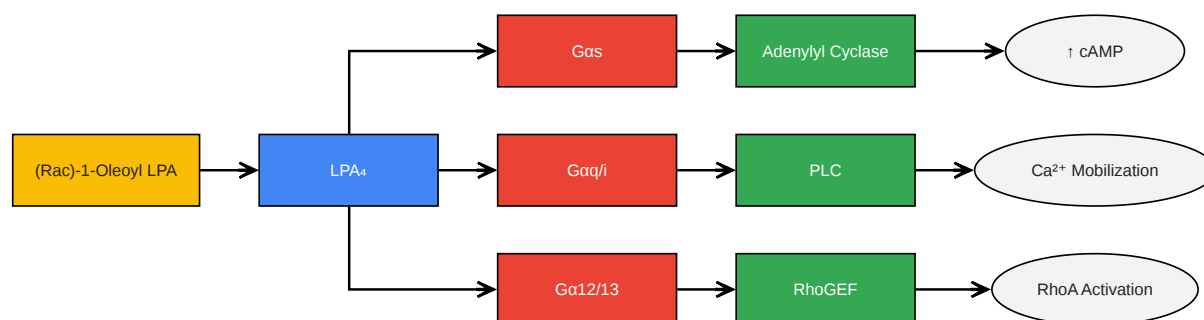 Gαs
Adenylyl Cyclase
↑ cAMP
(Rac)-1-Oleoyl LPA
LPA₄
Gαq/i
PLC
Ca²⁺ Mobilization
Gα12/13
RhoGEF
RhoA Activation